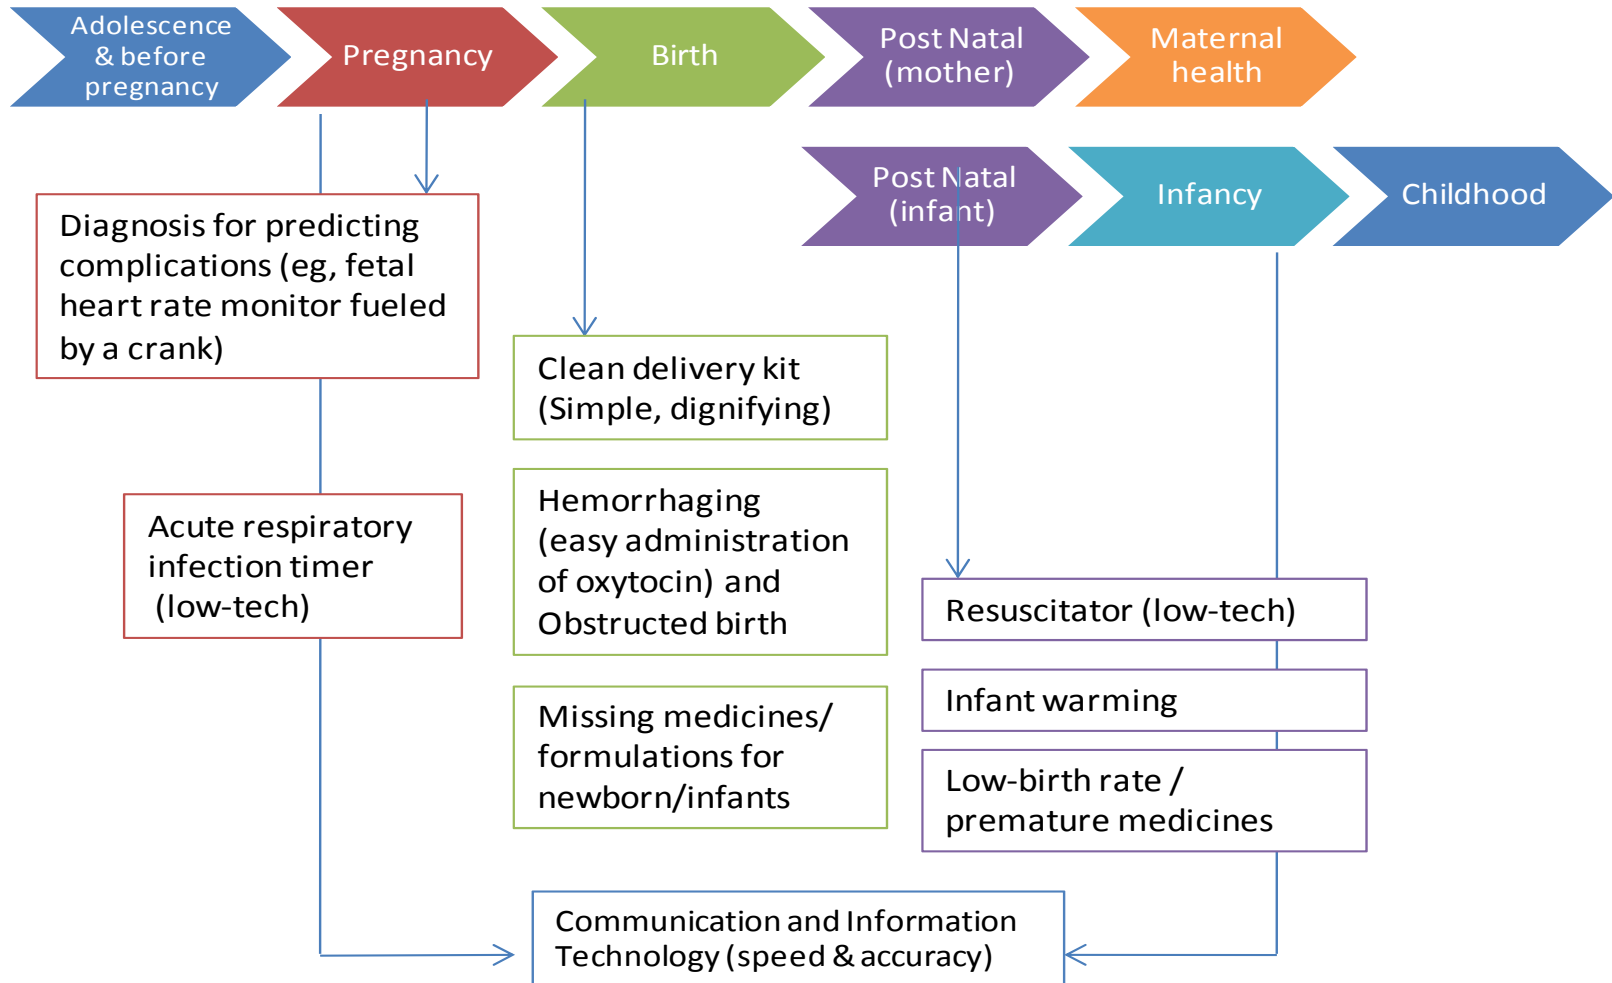 Adolescence
& before
pregnancy
Pregnancy
Birth
Post Natal
(mother)
Maternal
health
Post Natal
(infant)
Infancy
Childhood
Diagnosis for predicting
complications (eg, fetal
heart rate monitor fueled
by a crank)
Clean delivery kit
(Simple, dignifying)
Hemorrhaging
(easy administration
of oxytocin) and
Obstructed birth
Acute respiratory
infection timer
(low-tech)
Resuscitator (low-tech)
Infant warming
Missing medicines/
formulations for
newborn/infants
Low-birth rate /
premature medicines
Communication and Information
Technology (speed & accuracy)